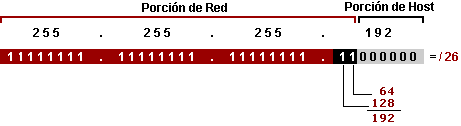 Porción de Red Porción de Host
255 . 255 . 255 . 192
11111111 . 11111111 . 11111111 . 11000000 =/26
64
128
192